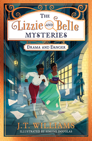 THE
LIZZIE AND BELLE
MYSTERIES
DRAMA AND DANGER
J.T. WILLIAMS